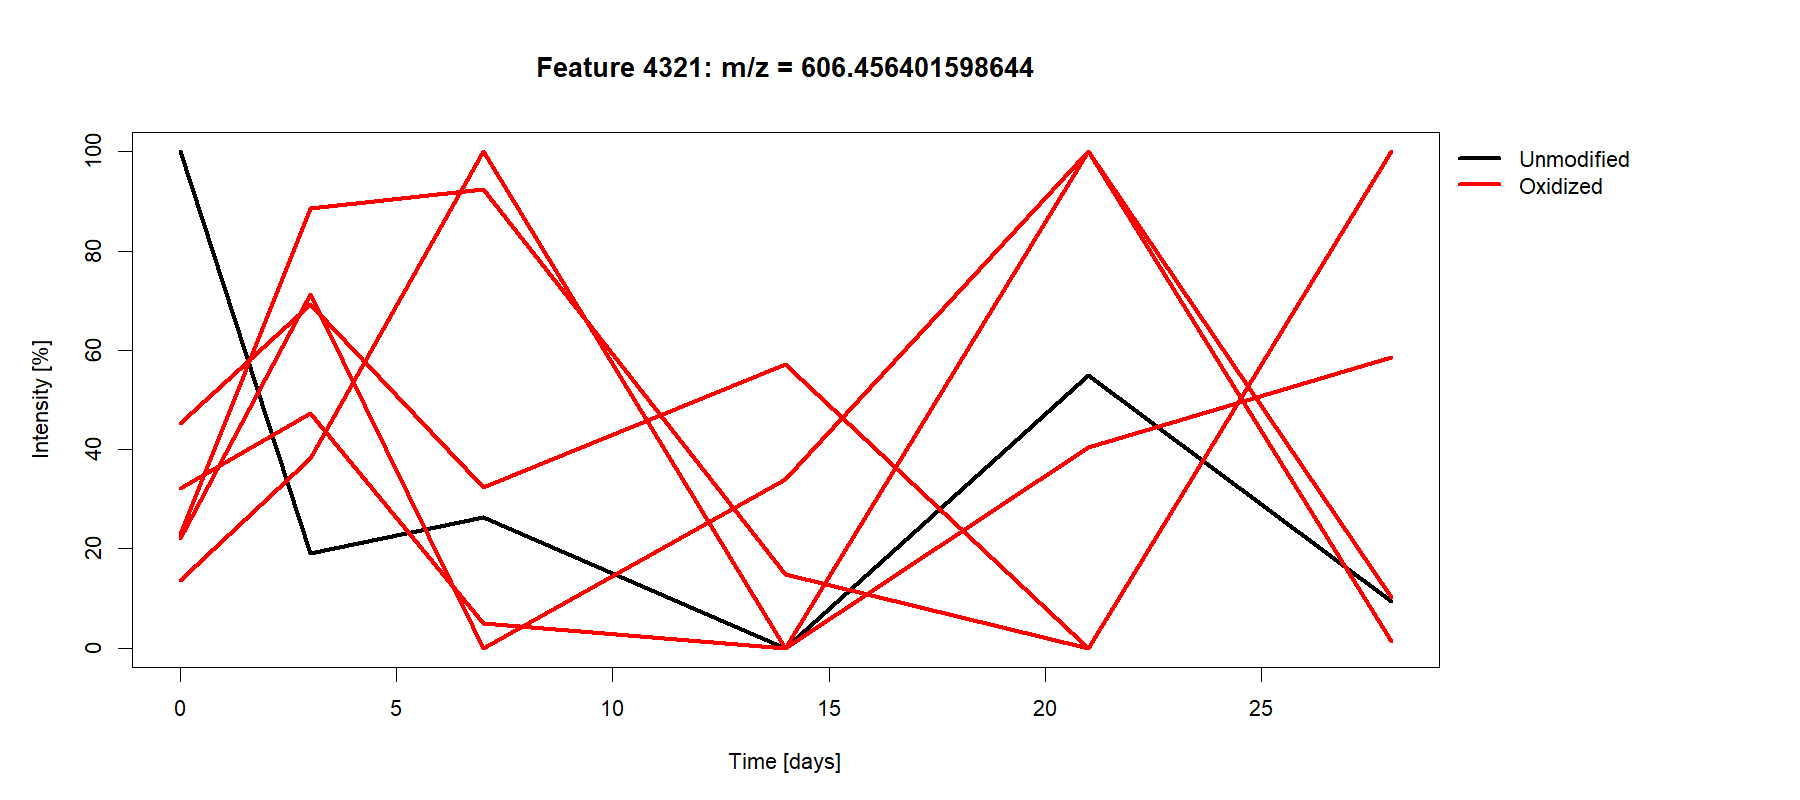 Feature 4321: m/z = 606.456401598644
Unmodified
Oxidized
Intensity [%]
100
80
60
40
20
0
0 5 10 15 20 25
Time [days]